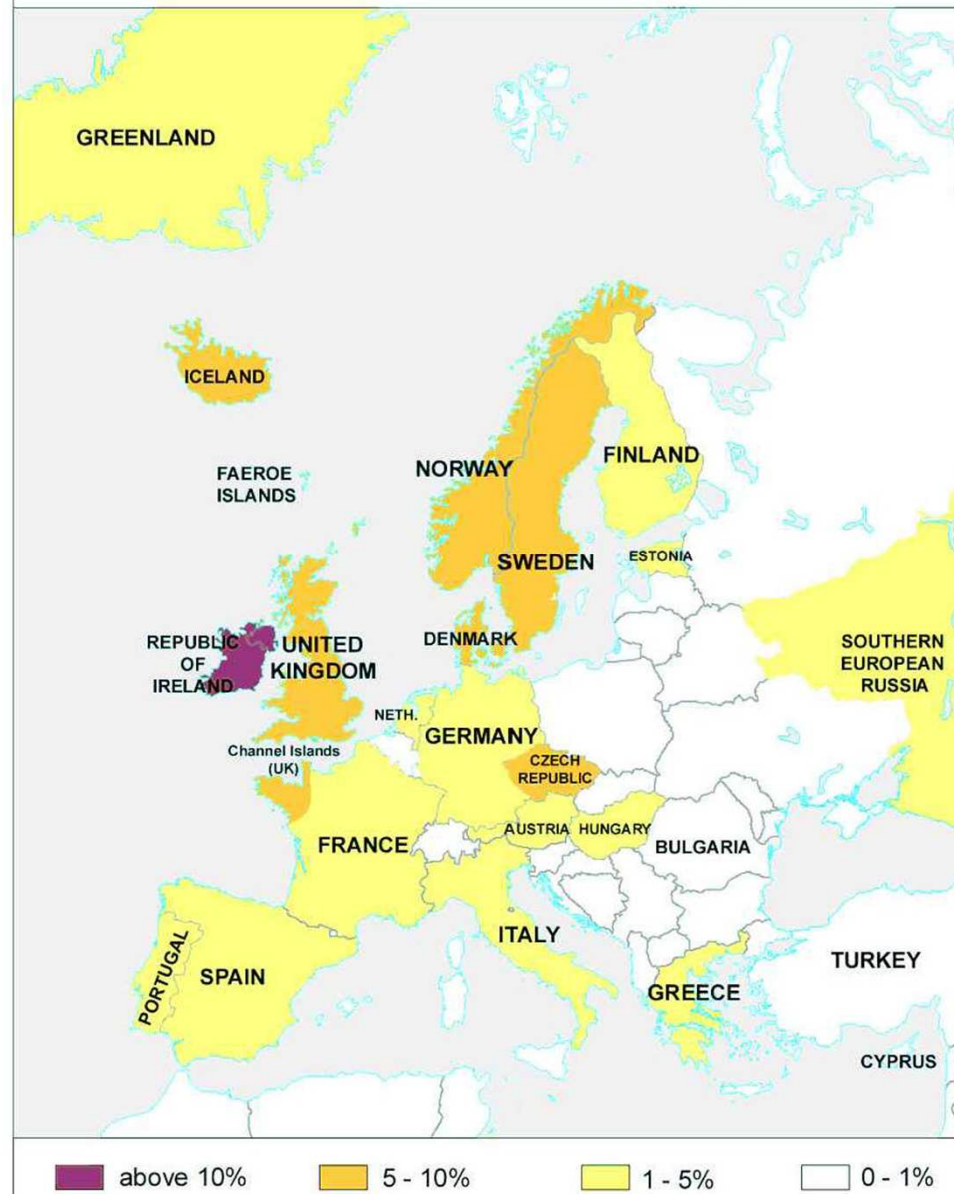 GREENLAND
ICELAND
FAEROE
ISLANDS
NORWAY
FINLAND
SWEDEN
ESTONIA
REPUBLIC
OF
IRELAND
UNITED
KINGDOM
DENMARK
SOUTHERN
EUROPEAN
RUSSIA
NETH.
GERMANY
Channel Islands
(UK)
CZECH
REPUBLIC
FRANCE
AUSTRIA
HUNGARY
BULGARIA
ITALY
PORTUGAL
SPAIN
GREECE
TURKEY
CYPRUS
above 10%
5 - 10%
1 - 5%
0 - 1%